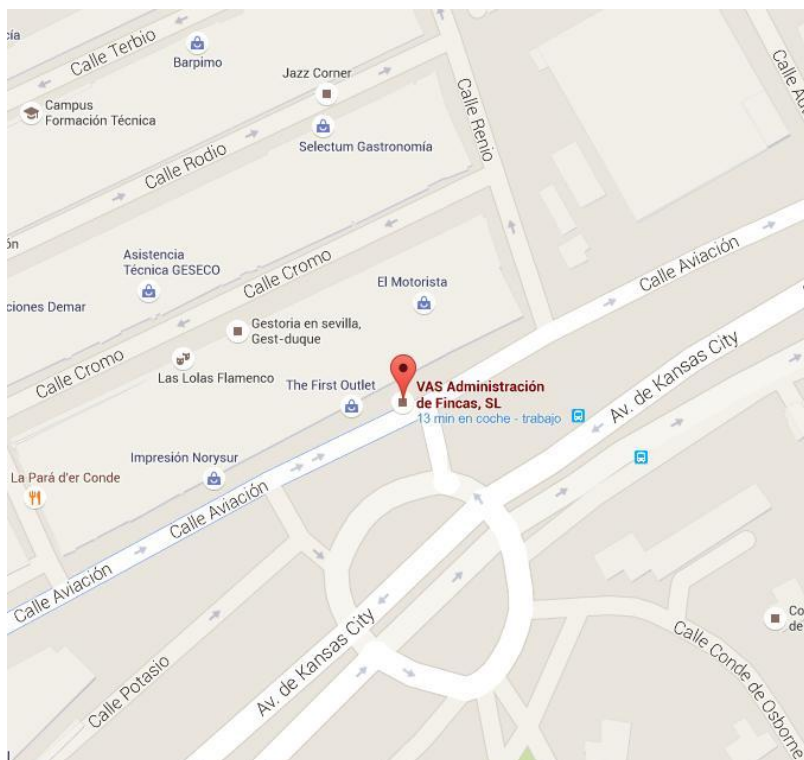 Calle Terbio
Barpimo
Jazz Corner
Campus
Formación Técnica
Selectum Gastronomía
Calle Rodio
Calle Renio
Asistencia
Técnica GESECO
Calle Cromo
El Motorista
Calle Aviación
ciones Demar
Gestoria en sevilla,
Gest-duque
Calle Cromo
Las Lolas Flamenco
The First Outlet
VAS Administración
de Fincas, SL
13 min en coche - trabajo
Av. de Kansas City
Impresión Norysur
La Pará d'er Conde
Calle Aviación
Calle Aviación
Av. de Kansas City
Calle Potasio
Calle Conde de Osborne
Co
de